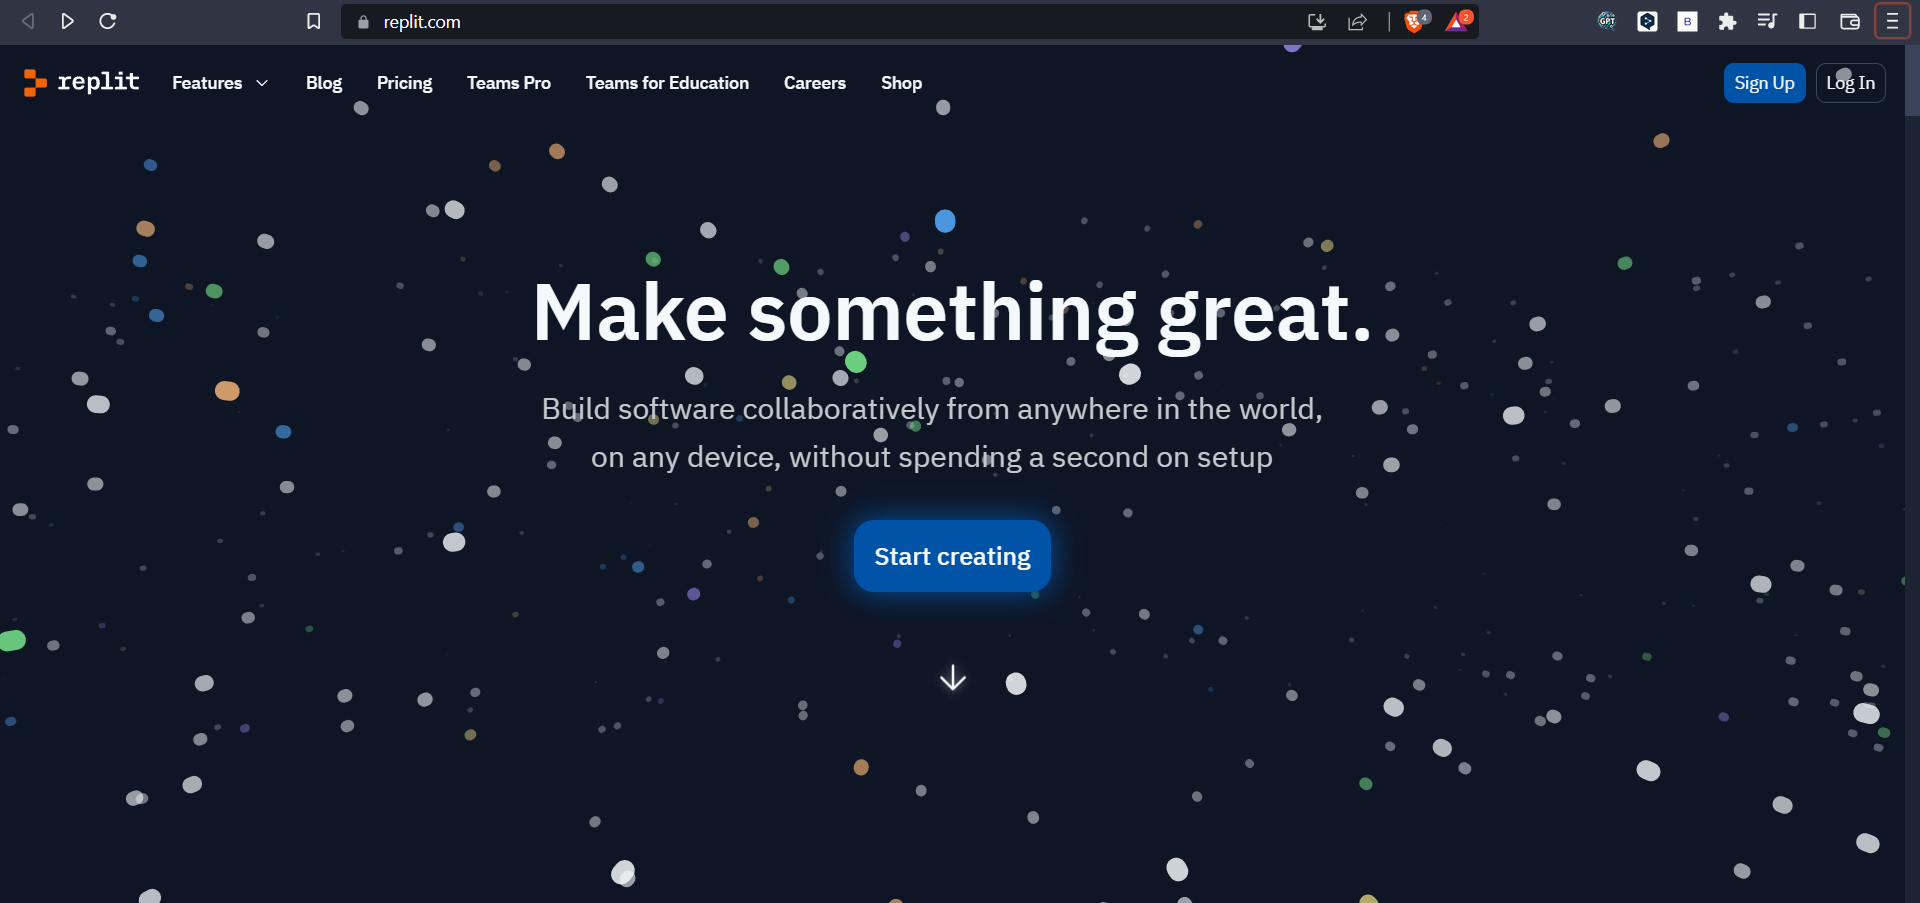 replit.com
4
2
GPT
B
replit
Features
Blog
Pricing
Teams Pro
Teams for Education
Careers
Shop
Sign Up
Log In
Make something great.
Build software collaboratively from anywhere in the world,
on any device, without spending a second on setup
Start creating